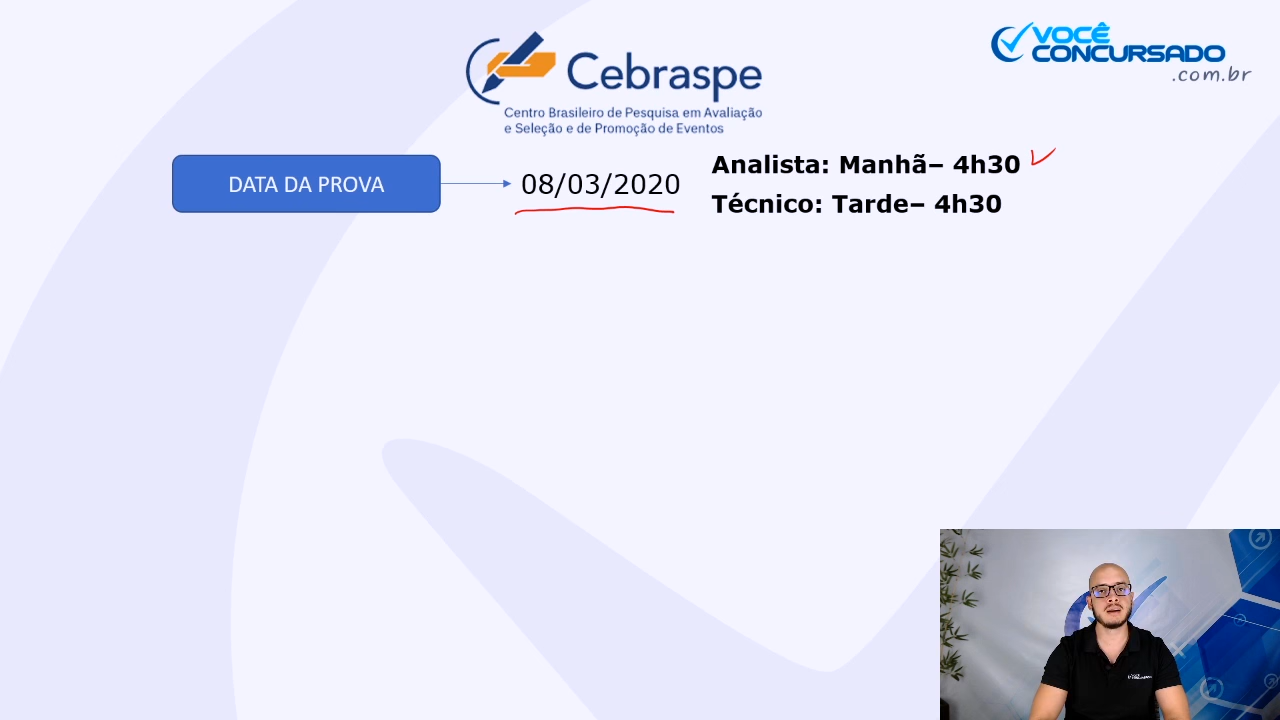 Cebraspe
Centro Brasileiro de Pesquisa em Avaliação
e Seleção e de Promoção de Eventos
VOCÊ
CONCURSADO
.com.br
DATA DA PROVA
08/03/2020
Analista: Manhã– 4h30
Técnico: Tarde– 4h30